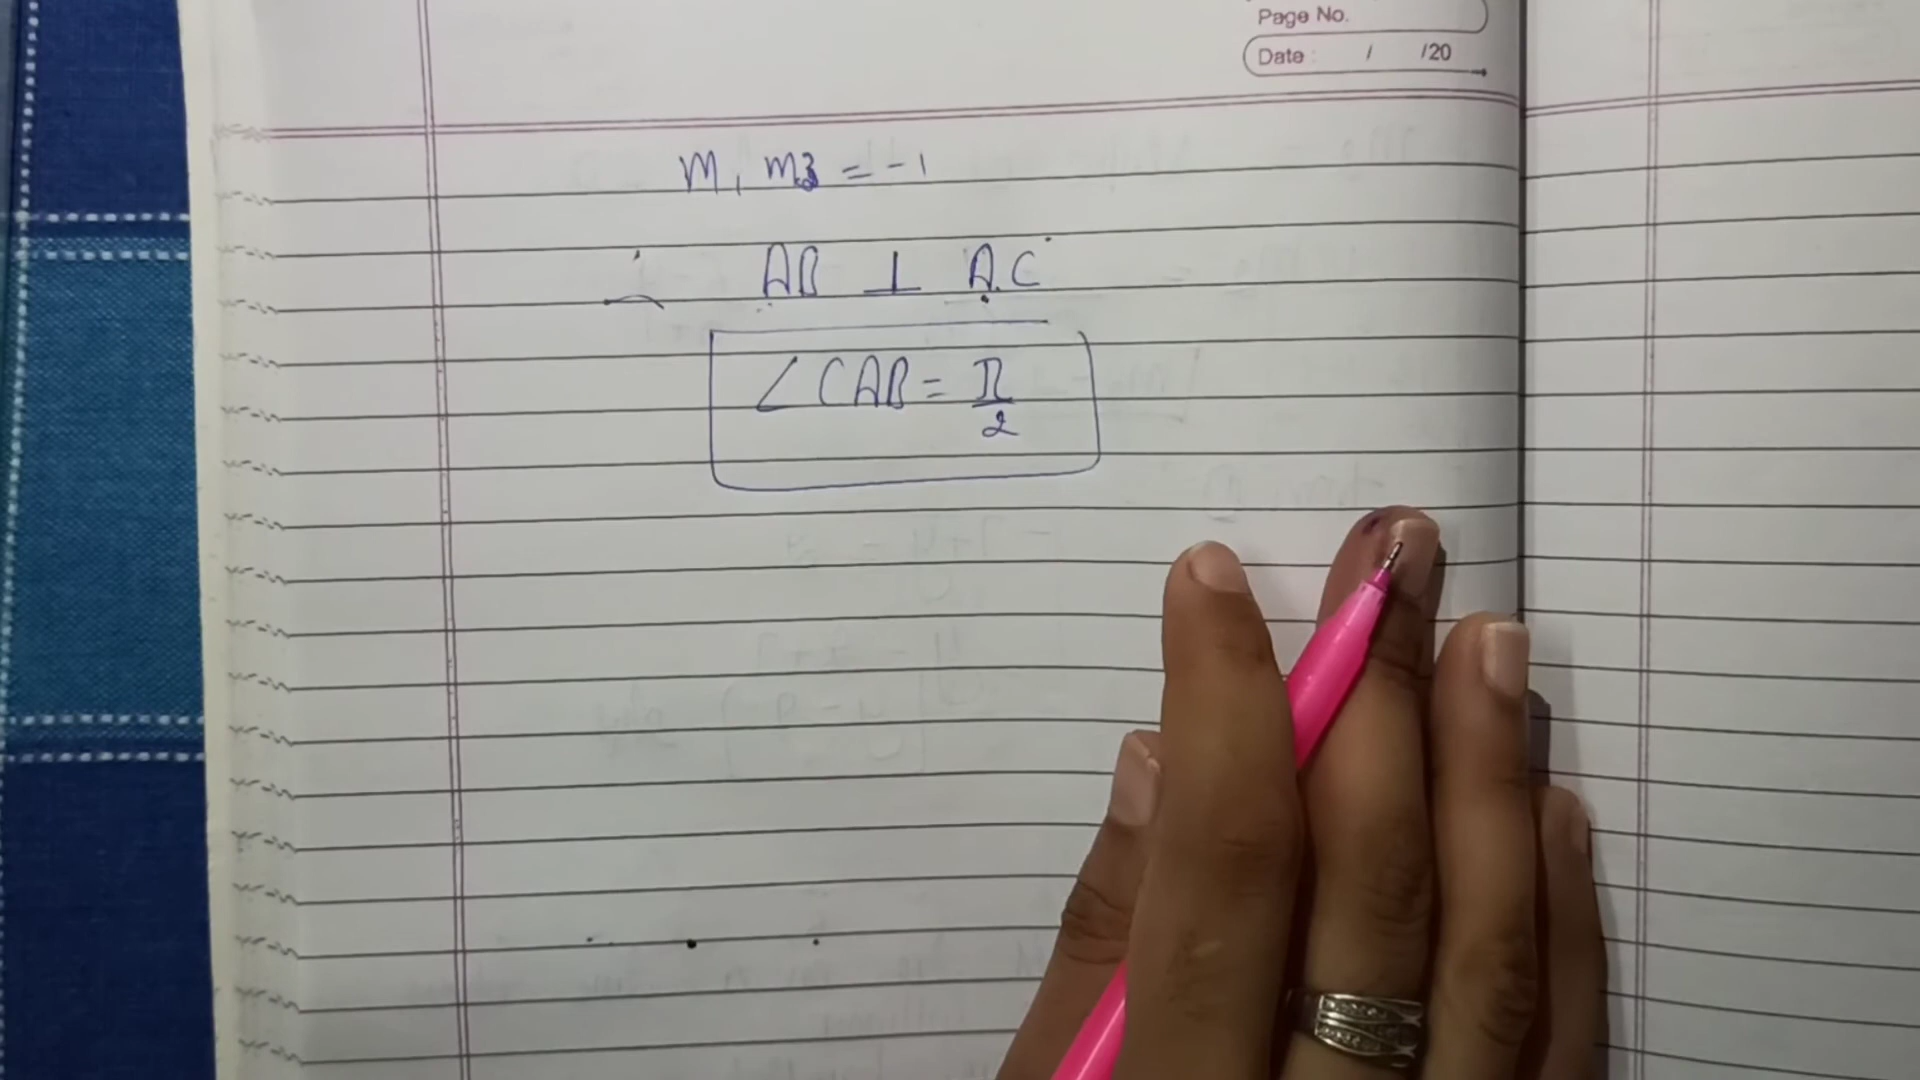 Page No.
Date : / /20
m₁ m₃ = -1
AB ⊥ AC
∠CAB = π/2